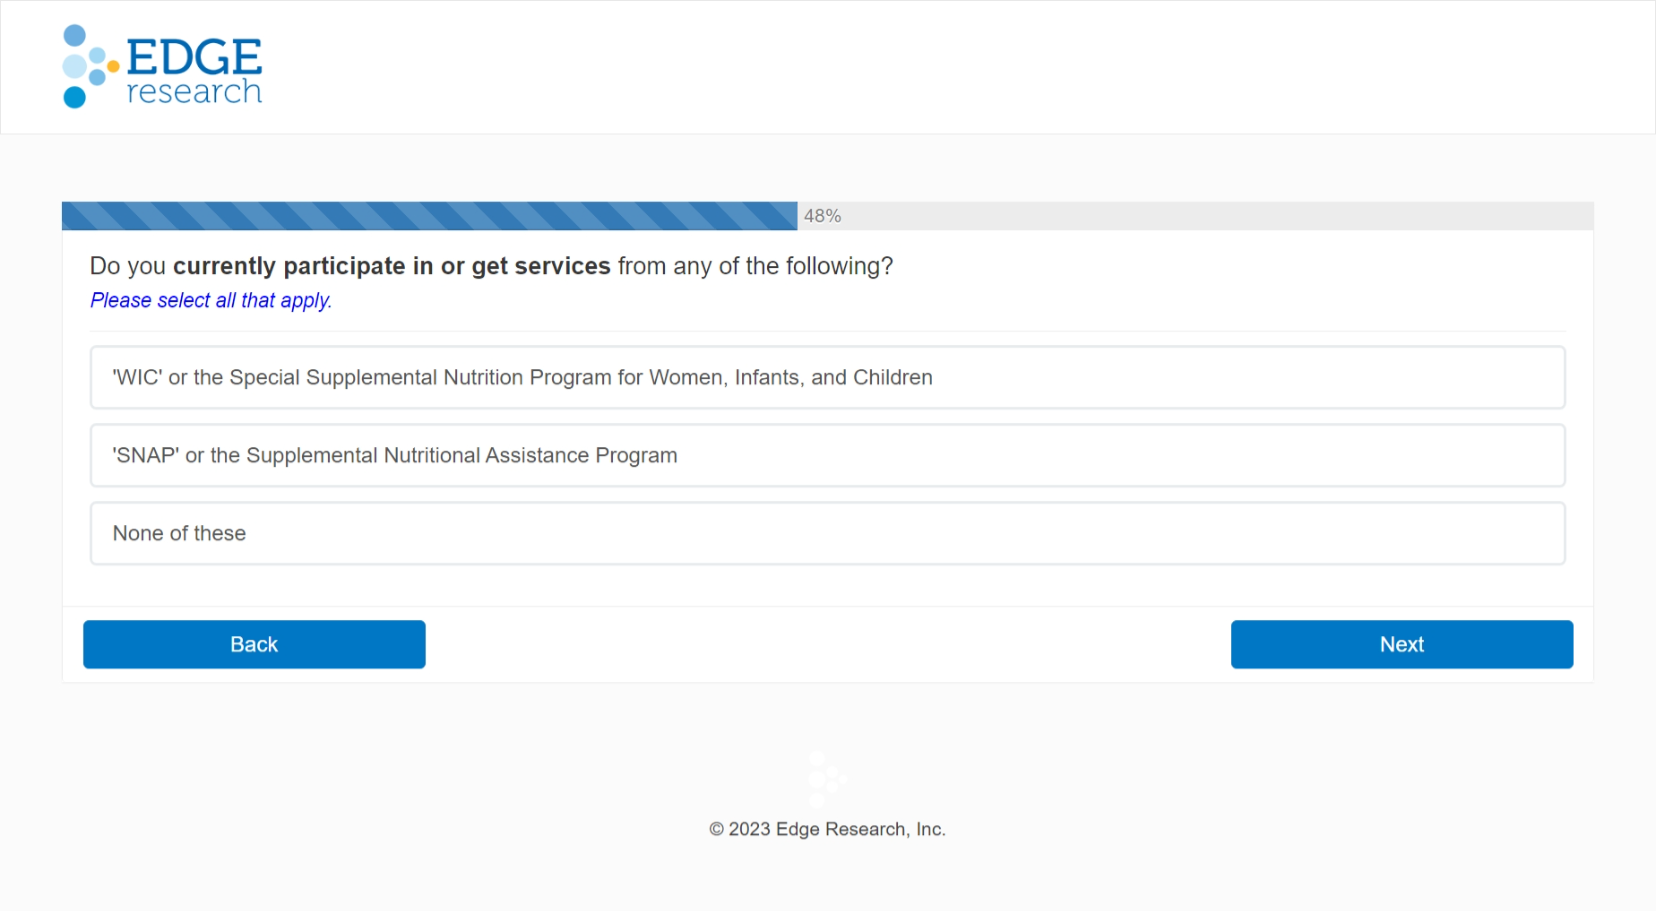 EDGE
research
48%
Do you currently participate in or get services from any of the following?
Please select all that apply.
'WIC' or the Special Supplemental Nutrition Program for Women, Infants, and Children
'SNAP' or the Supplemental Nutritional Assistance Program
None of these
Back
Next
© 2023 Edge Research, Inc.